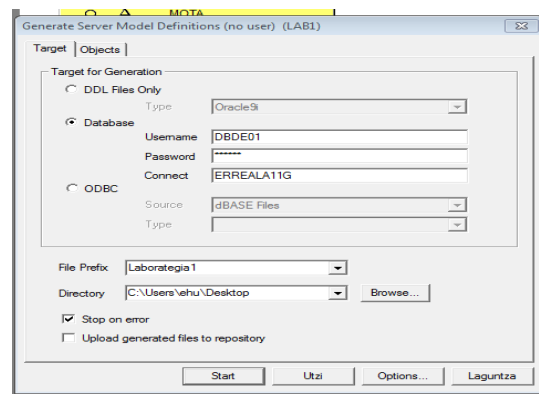 MOTA
Generate Server Model Definitions (no user) (LAB1)
Target Objects
Target for Generation
DDL Files Only
Type Oracle9i
Database
Username DBDE01
Password ******
Connect ERREALA11G
ODBC
Source dBASE Files
Type
File Prefix Laborategia1
Directory C:\Users\ehu\Desktop Browse...
Stop on error
Upload generated files to repository
Start Utzi Options... Laguntza